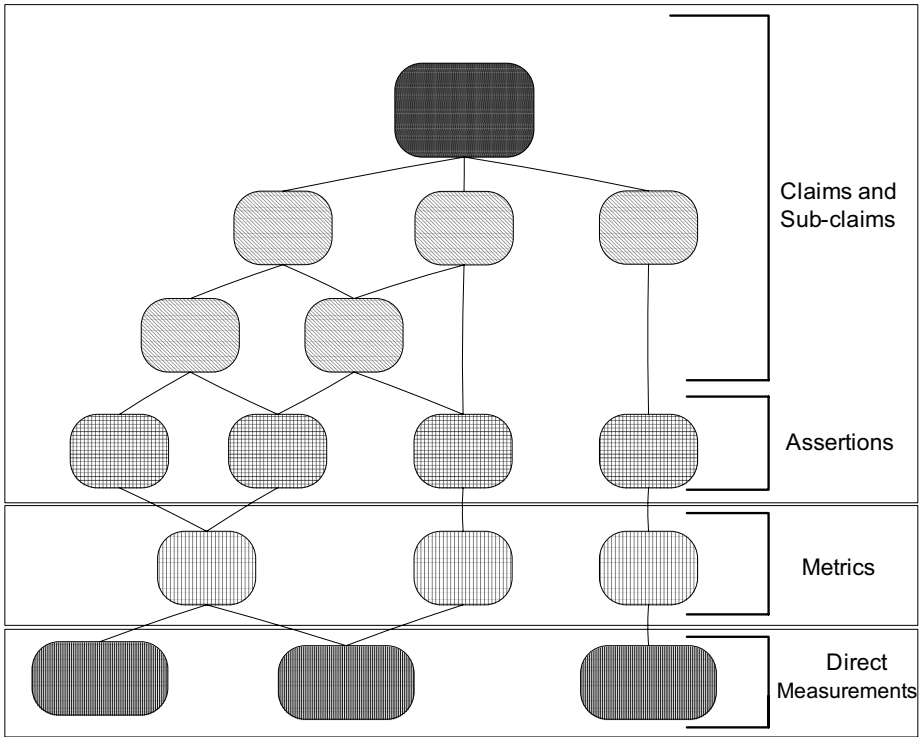 Claims and
Sub-claims
Assertions
Metrics
Direct
Measurements